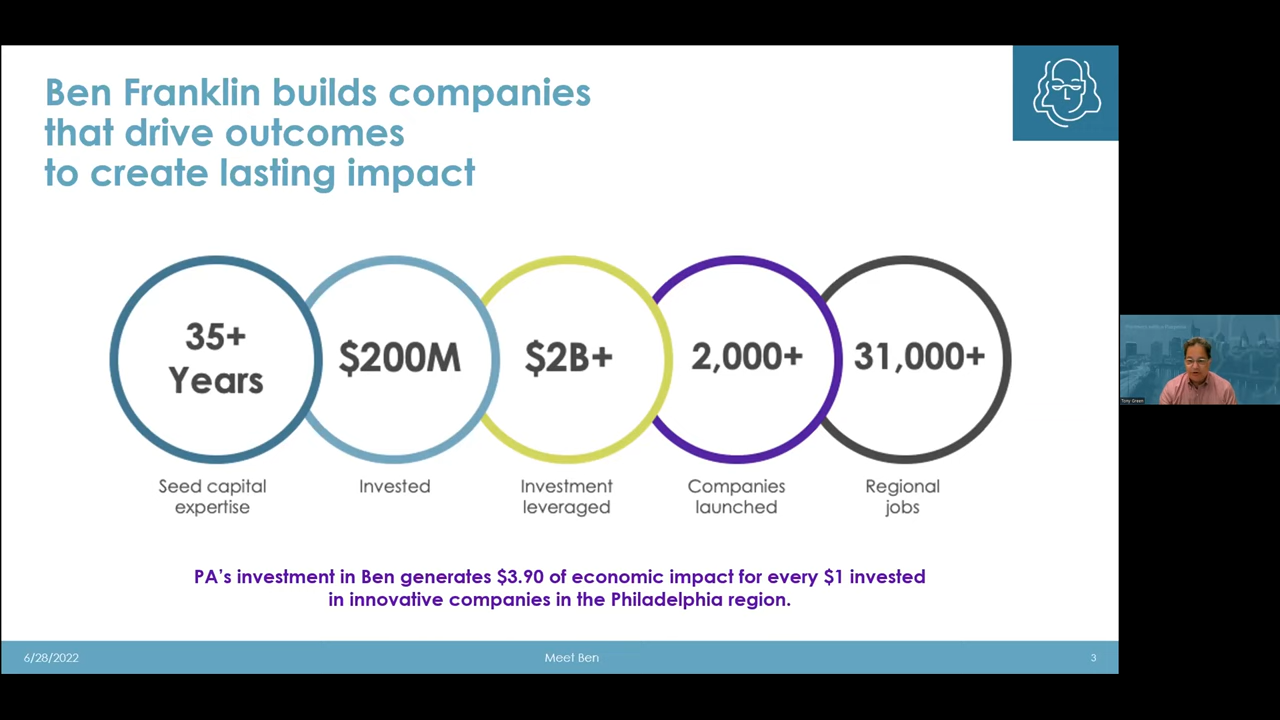 Ben Franklin builds companies
that drive outcomes
to create lasting impact
35+
Years
$200M
$2B+
2,000+
31,000+
Seed capital
expertise
Invested
Investment
leveraged
Companies
launched
Regional
jobs
PA's investment in Ben generates $3.90 of economic impact for every $1 invested
in innovative companies in the Philadelphia region.
6/28/2022
Meet Ben
3
Tony Green